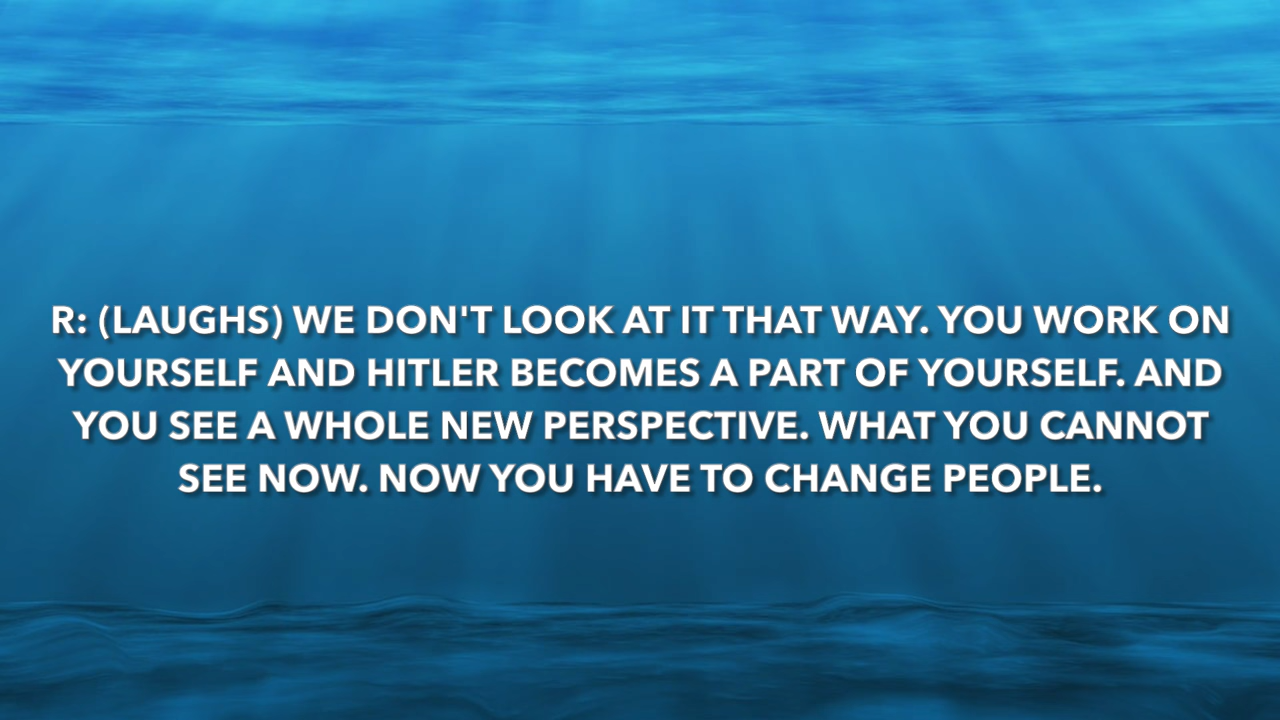 R: (LAUGHS) WE DON'T LOOK AT IT THAT WAY. YOU WORK ON
YOURSELF AND HITLER BECOMES A PART OF YOURSELF. AND
YOU SEE A WHOLE NEW PERSPECTIVE. WHAT YOU CANNOT
SEE NOW. NOW YOU HAVE TO CHANGE PEOPLE.